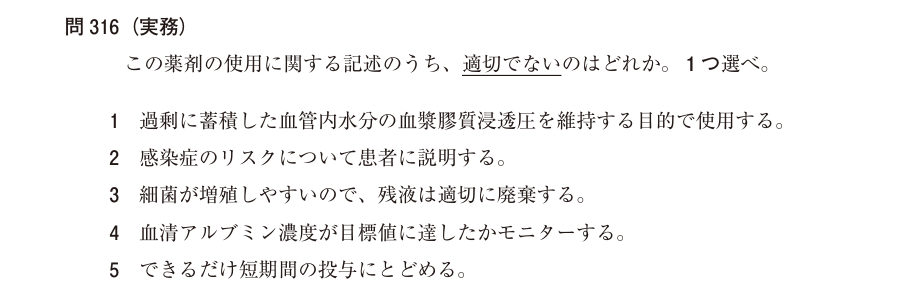 問 316（実務）
この薬剤の使用に関する記述のうち、適切でないのはどれか。1つ選べ。
1 過剰に蓄積した血管内水分の血漿膠質浸透圧を維持する目的で使用する。
2 感染症のリスクについて患者に説明する。
3 細菌が増殖しやすいので、残液は適切に廃棄する。
4 血清アルブミン濃度が目標値に達したかモニターする。
5 できるだけ短期間の投与にとどめる。